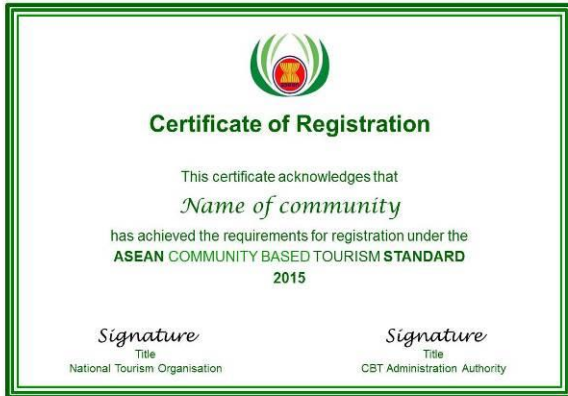 Certificate of Registration
This certificate acknowledges that
Name of community
has achieved the requirements for registration under the
ASEAN COMMUNITY BASED TOURISM STANDARD
2015
Signature Signature
Title Title
National Tourism Organisation CBT Administration Authority